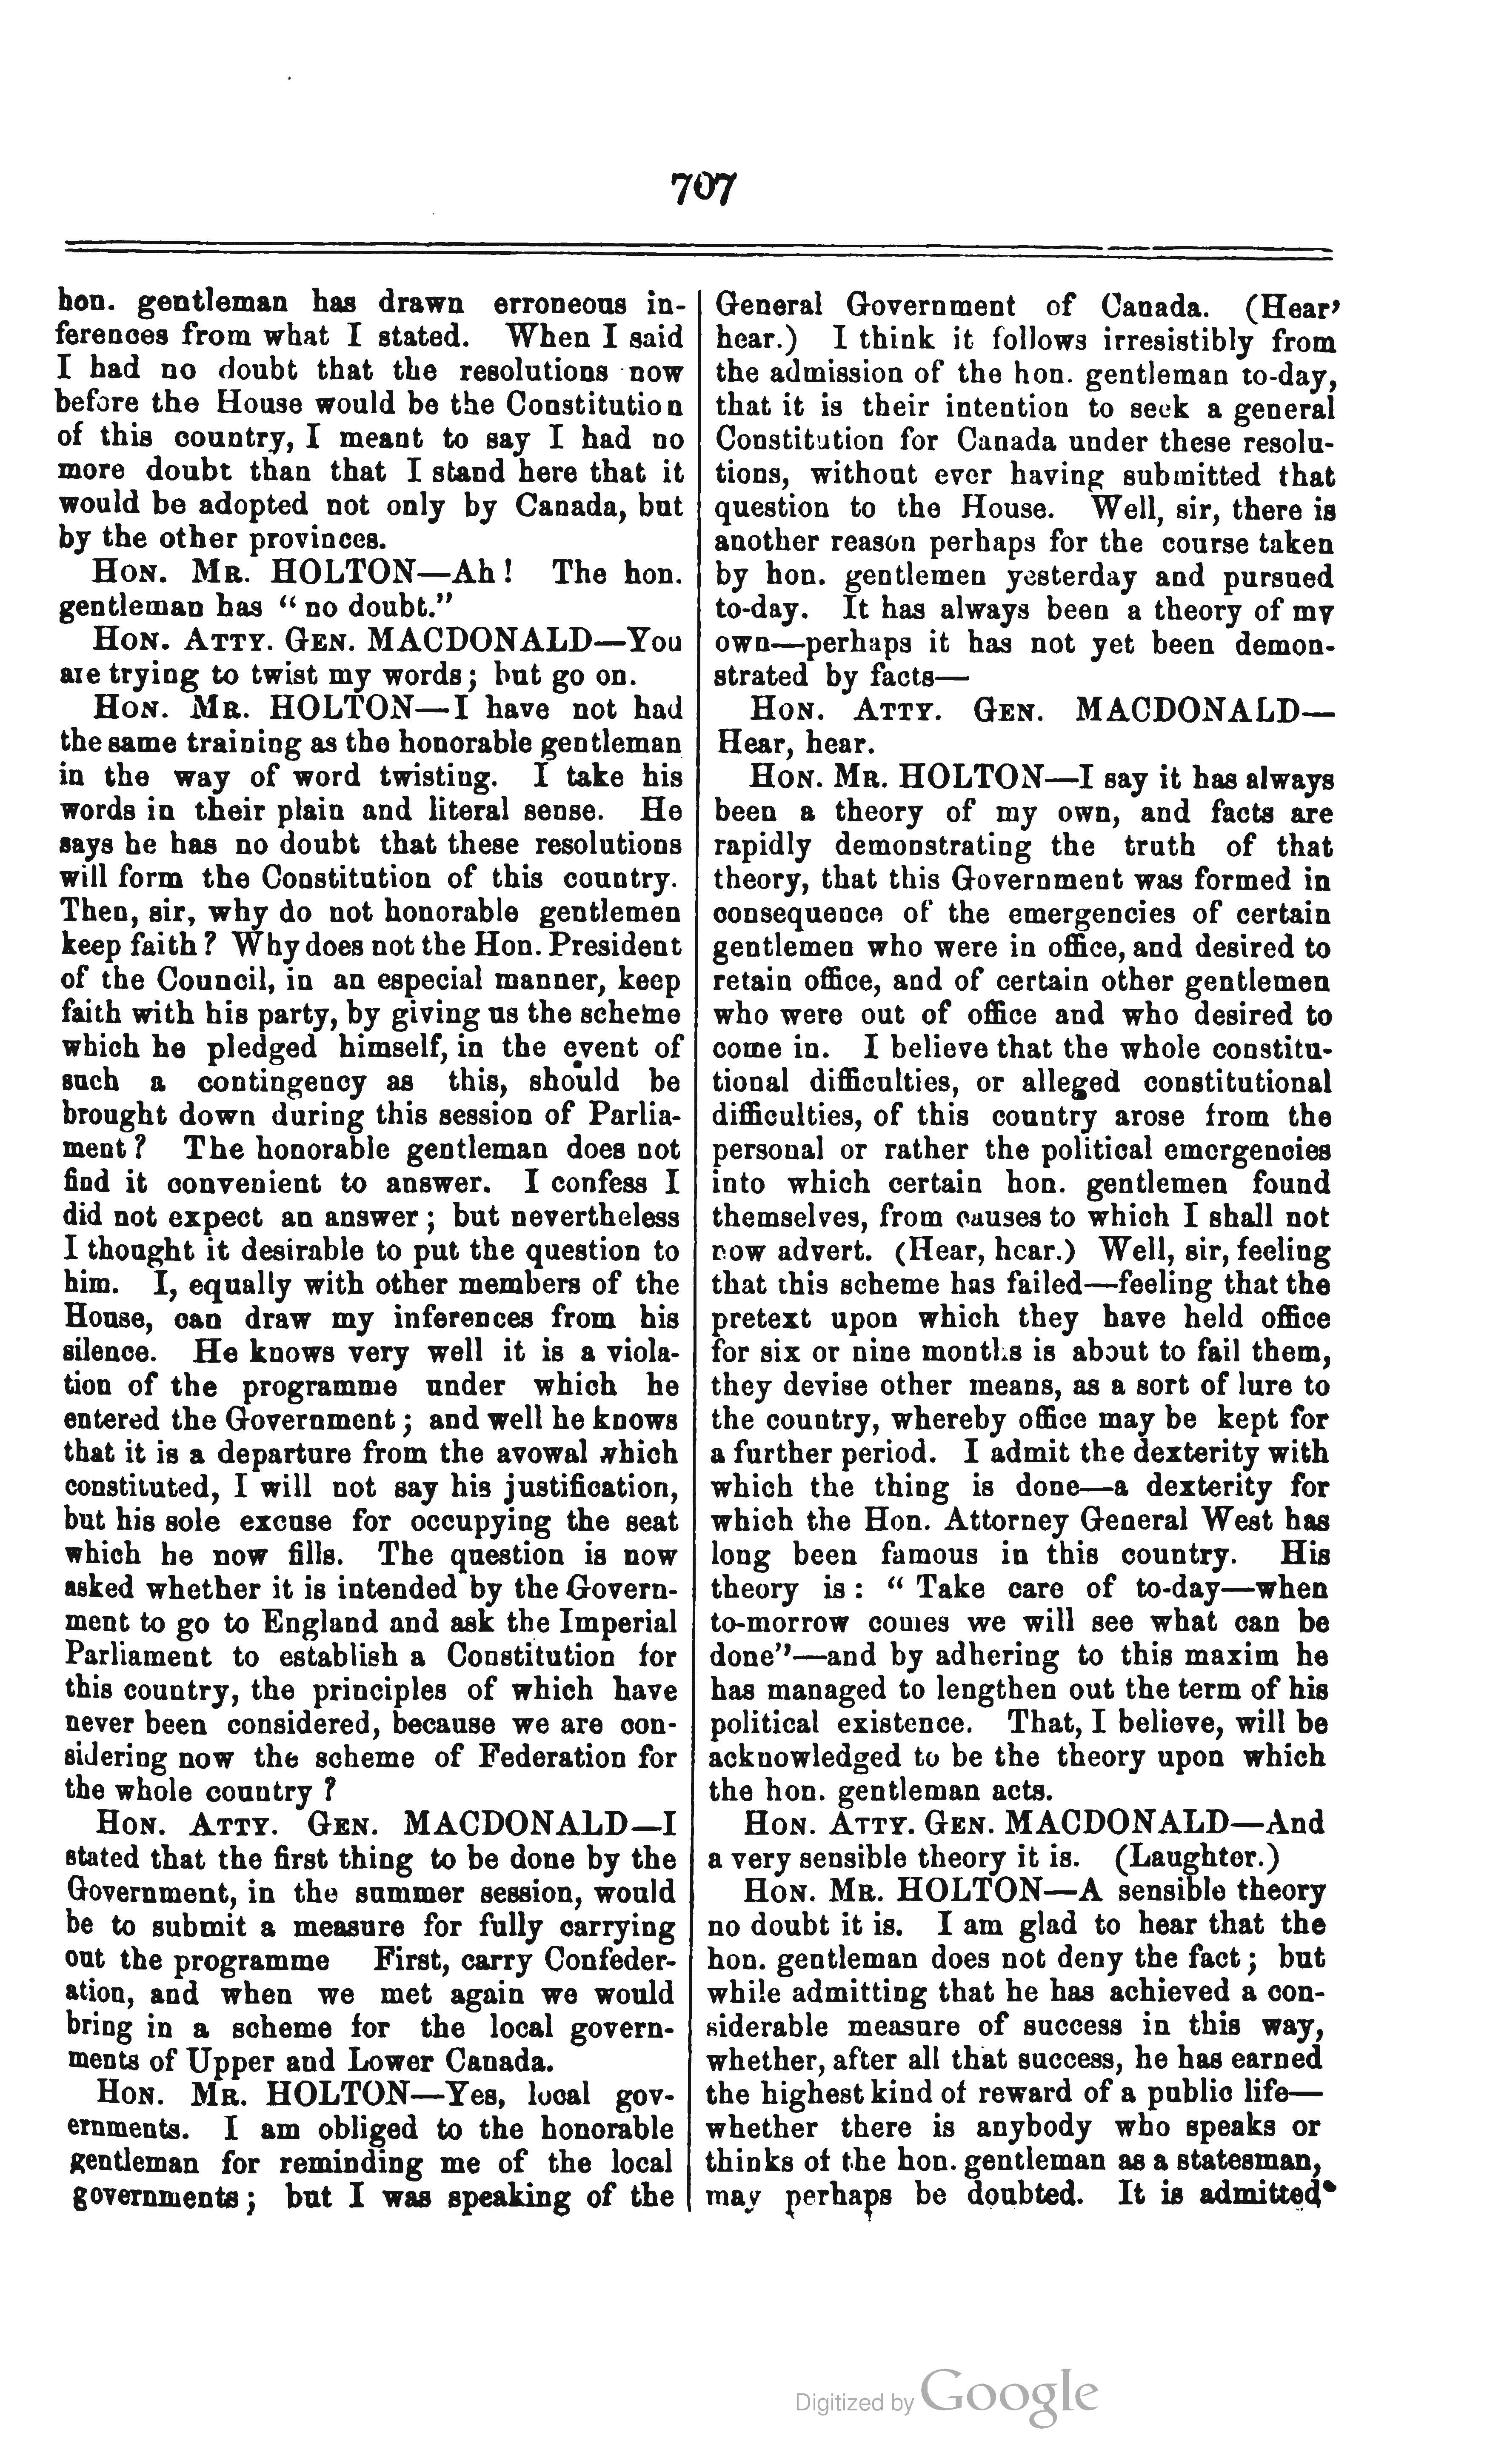 707
hon. gentleman has drawn erroneous in-
ferences from what I stated. When I said
I had no doubt that the resolutions now
before the House would be the Constitution
of this country, I meant to say I had no
more doubt than that I stand here that it
would be adopted not only by Canada, but
by the other provinces.
HON. MR. HOLTON—Ah! The hon.
gentleman has "no doubt."
HON. ATTY. GEN. MACDONALD—You
are trying to twist my words; but go on.
HON. MR. HOLTON—I have not had
the same training as the honorable gentleman
in the way of word twisting. I take his
words in their plain and literal sense. He
says he has no doubt that these resolutions
will form the Constitution of this country.
Then, sir, why do not honorable gentlemen
keep faith? Why does not the Hon. President
of the Council, in an especial manner, keep
faith with his party, by giving us the scheme
which he pledged himself, in the event of
such a contingency as this, should be
brought down during this session of Parlia-
ment? The honorable gentleman does not
find it convenient to answer. I confess I
did not expect an answer; but nevertheless
I thought it desirable to put the question to
him. I, equally with other members of the
House, can draw my inferences from his
silence. He knows very well it is a viola-
tion of the programme under which he
entered the Government; and well he knows
that it is a departure from the avowal which
constituted, I will not say his justification,
but his sole excuse for occupying the seat
which he now fills. The question is now
asked whether it is intended by the Govern-
ment to go to England and ask the Imperial
Parliament to establish a Constitution for
this country, the principles of which have
never been considered, because we are con-
sidering now the scheme of Federation for
the whole country?
HON. ATTY. GEN. MACDONALD—I
stated that the first thing to be done by the
Government, in the summer session, would
be to submit a measure for fully carrying
out the programme First, carry Confeder-
ation, and when we met again we would
bring in a scheme for the local govern-
ments of Upper and Lower Canada.
HON. MR. HOLTON—Yes, local gov-
ernments. I am obliged to the honorable
gentleman for reminding me of the local
governments; but I was speaking of the
General Government of Canada. (Hear'
hear.) I think it follows irresistibly from
the admission of the hon. gentleman to-day,
that it is their intention to seek a general
Constitution for Canada under these resolu-
tions, without ever having submitted that
question to the House. Well, sir, there is
another reason perhaps for the course taken
by hon. gentlemen yesterday and pursued
to-day. It has always been a theory of my
own—perhaps it has not yet been demon-
strated by facts—
HON. ATTY. GEN. MACDONALD—
Hear, hear.
HON. MR. HOLTON—I say it has always
been a theory of my own, and facts are
rapidly demonstrating the truth of that
theory, that this Government was formed in
consequence of the emergencies of certain
gentlemen who were in office, and desired to
retain office, and of certain other gentlemen
who were out of office and who desired to
come in. I believe that the whole constitu-
tional difficulties, or alleged constitutional
difficulties, of this country arose from the
personal or rather the political emergencies
into which certain hon. gentlemen found
themselves, from causes to which I shall not
now advert. (Hear, hear.) Well, sir, feeling
that this scheme has failed—feeling that the
pretext upon which they have held office
for six or nine months is about to fail them,
they devise other means, as a sort of lure to
the country, whereby office may be kept for
a further period. I admit the dexterity with
which the thing is done—a dexterity for
which the Hon. Attorney General West has
long been famous in this country. His
theory is: "Take care of to-day—when
to-morrow comes we will see what can be
done"—and by adhering to this maxim he
has managed to lengthen out the term of his
political existence. That, I believe, will be
acknowledged to be the theory upon which
the hon. gentleman acts.
HON. ATTY. GEN. MACDONALD—And
a very sensible theory it is. (Laughter.)
HON. MR. HOLTON—A sensible theory
no doubt it is. I am glad to hear that the
hon. gentleman does not deny the fact; but
while admitting that he has achieved a con-
siderable measure of success in this way,
whether, after all that success, he has earned
the highest kind of reward of a public life—
whether there is anybody who speaks or
thinks of the hon. gentleman as a statesman,
may perhaps be doubted. It is admitted
Digitized by Google